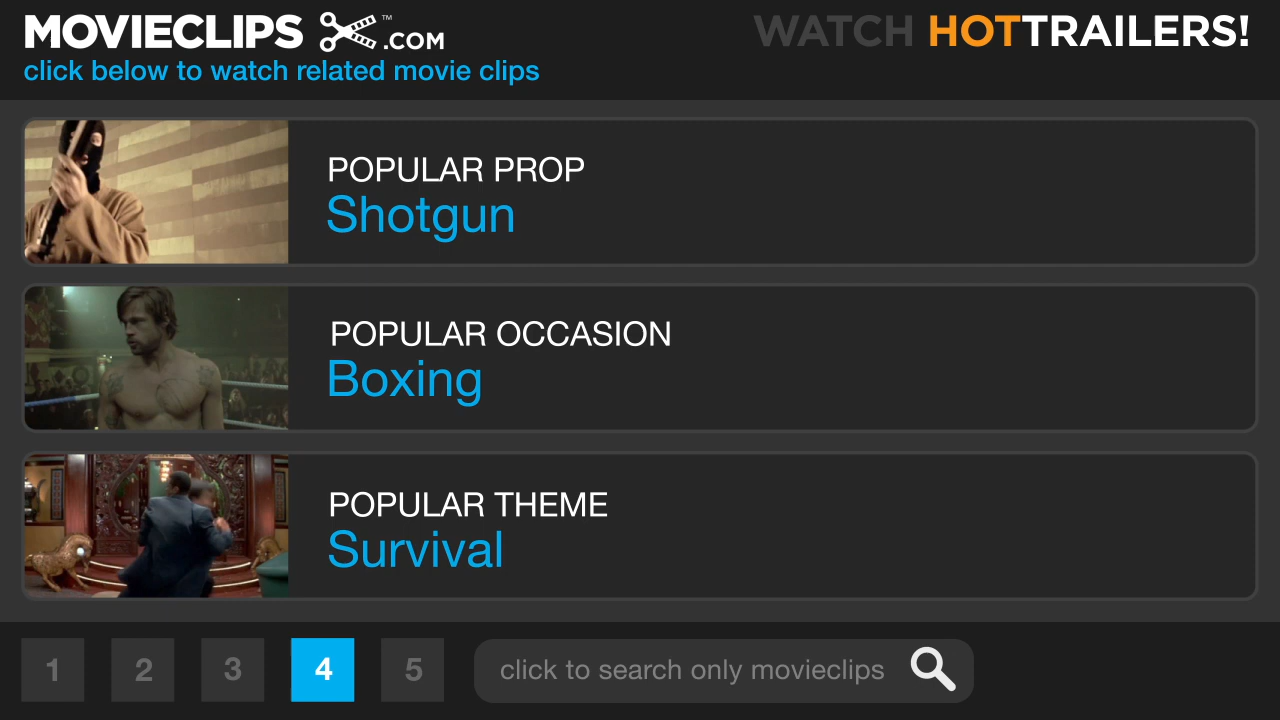 MOVIECLIPS ™ .COM
WATCH HOTTRAILERS!
click below to watch related movie clips
POPULAR PROP
Shotgun
POPULAR OCCASION
Boxing
POPULAR THEME
Survival
1 2 3 4 5 click to search only movieclips